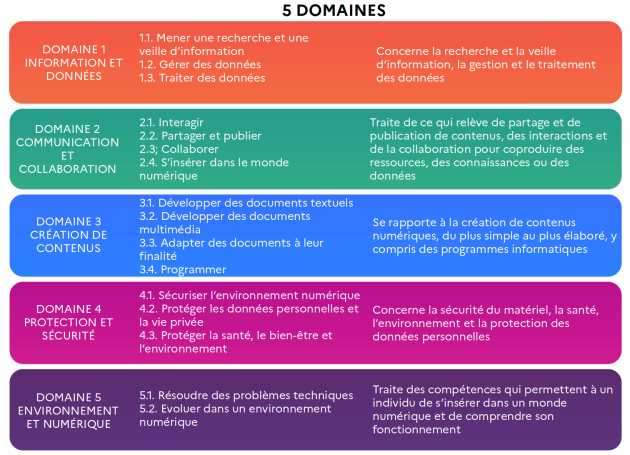 5 DOMAINES
DOMAINE 1
INFORMATION ET
DONNÉES
1.1. Mener une recherche et une
veille d'information
1.2. Gérer des données
1.3. Traiter des données
Concerne la recherche et la veille
d'information, la gestion et le traitement
des données
DOMAINE 2
COMMUNICATION
ET
COLLABORATION
2.1. Interagir
2.2. Partager et publier
2.3; Collaborer
2.4. S'insérer dans le monde
numérique
Traite de ce qui relève de partage et de
publication de contenus, des interactions et
de la collaboration pour coproduire des
ressources, des connaissances ou des
données
DOMAINE 3
CRÉATION DE
CONTENUS
3.1. Développer des documents textuels
3.2. Développer des documents
multimédia
3.3. Adapter des documents à leur
finalité
3.4. Programmer
Se rapporte à la création de contenus
numériques, du plus simple au plus élaboré, y
compris des programmes informatiques
DOMAINE 4
PROTECTION ET
SÉCURITÉ
4.1. Sécuriser l'environnement numérique
4.2. Protéger les données personnelles et
la vie privée
4.3. Protéger la santé, le bien-être et
l'environnement
Concerne la sécurité du matériel, la santé,
l'environnement et la protection des
données personnelles
DOMAINE 5
ENVIRONNEMENT
ET NUMÉRIQUE
5.1. Résoudre des problèmes techniques
5.2. Evoluer dans un environnement
numérique
Traite des compétences qui permettent à un
individu de s'insérer dans un monde
numérique et de comprendre son
fonctionnement